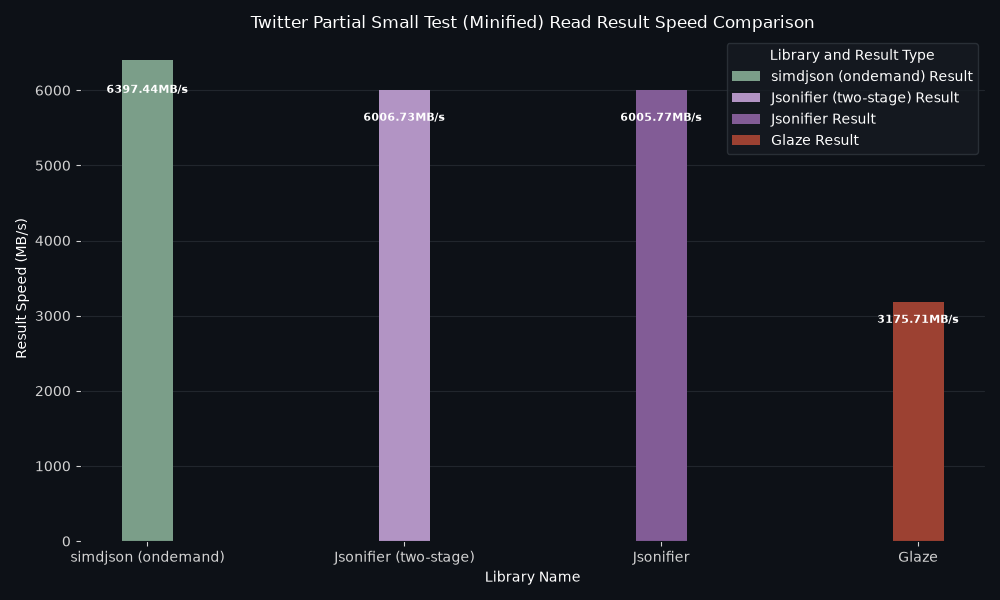 Twitter Partial Small Test (Minified) Read Result Speed Comparison
Library and Result Type
simdjson (ondemand) Result
Jsonifier (two-stage) Result
Jsonifier Result
Glaze Result
6397.44MB/s
6006.73MB/s
6005.77MB/s
3175.71MB/s
Result Speed (MB/s)
6000
5000
4000
3000
2000
1000
0
simdjson (ondemand)
Jsonifier (two-stage)
Jsonifier
Glaze
Library Name